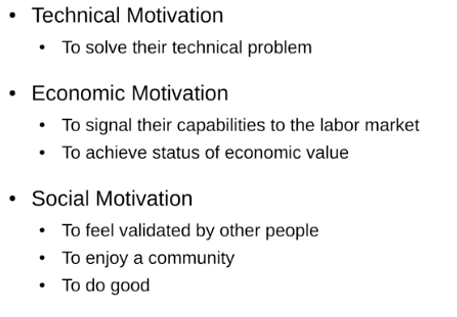 • Technical Motivation
• To solve their technical problem
• Economic Motivation
• To signal their capabilities to the labor market
• To achieve status of economic value
• Social Motivation
• To feel validated by other people
• To enjoy a community
• To do good